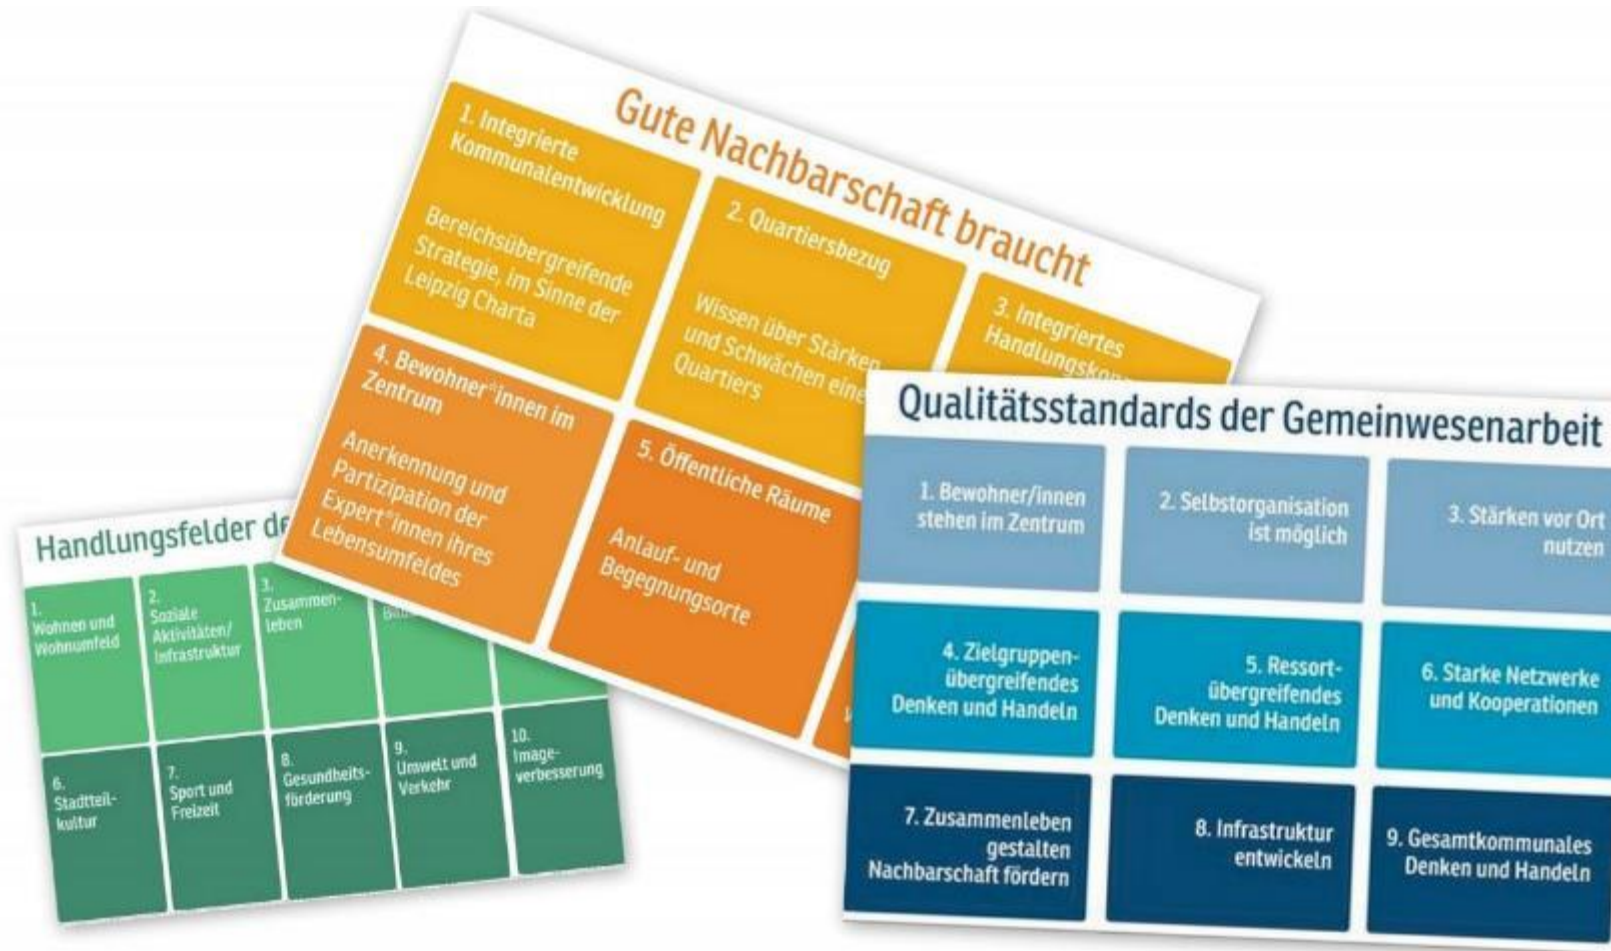 Gute Nachbarschaft braucht
1. Integrierte
Kommunalentwicklung
Bereichsübergreifende
Strategie, im Sinne der
Leipzig Charta
2. Quartiersbezug
Wissen über Stärken
und Schwächen eine
Quartiers
3. Integriertes
Handlungskon
4. Bewohner*innen im
Zentrum
Anerkennung und
Partizipation der
Expert*innen ihres
Lebensumfeldes
5. Öffentliche Räume
Anlauf- und
Begegnungsorte
Qualitätsstandards der Gemeinwesenarbeit
1. Bewohner/innen
stehen im Zentrum
2. Selbstorganisation
ist möglich
3. Stärken vor Ort
nutzen
4. Zielgruppen-
übergreifendes
Denken und Handeln
5. Ressort-
übergreifendes
Denken und Handeln
6. Starke Netzwerke
und Kooperationen
7. Zusammenleben
gestalten
Nachbarschaft fördern
8. Infrastruktur
entwickeln
9. Gesamtkommunales
Denken und Handeln
Handlungsfelder de
1.
Wohnen und
Wohnumfeld
2.
Soziale
Aktivitäten/
Infrastruktur
3.
Zusammen-
leben
6.
Stadtteil-
kultur
7.
Sport und
Freizeit
8.
Gesundheits-
förderung
9.
Umwelt und
Verkehr
10.
Image-
verbesserung